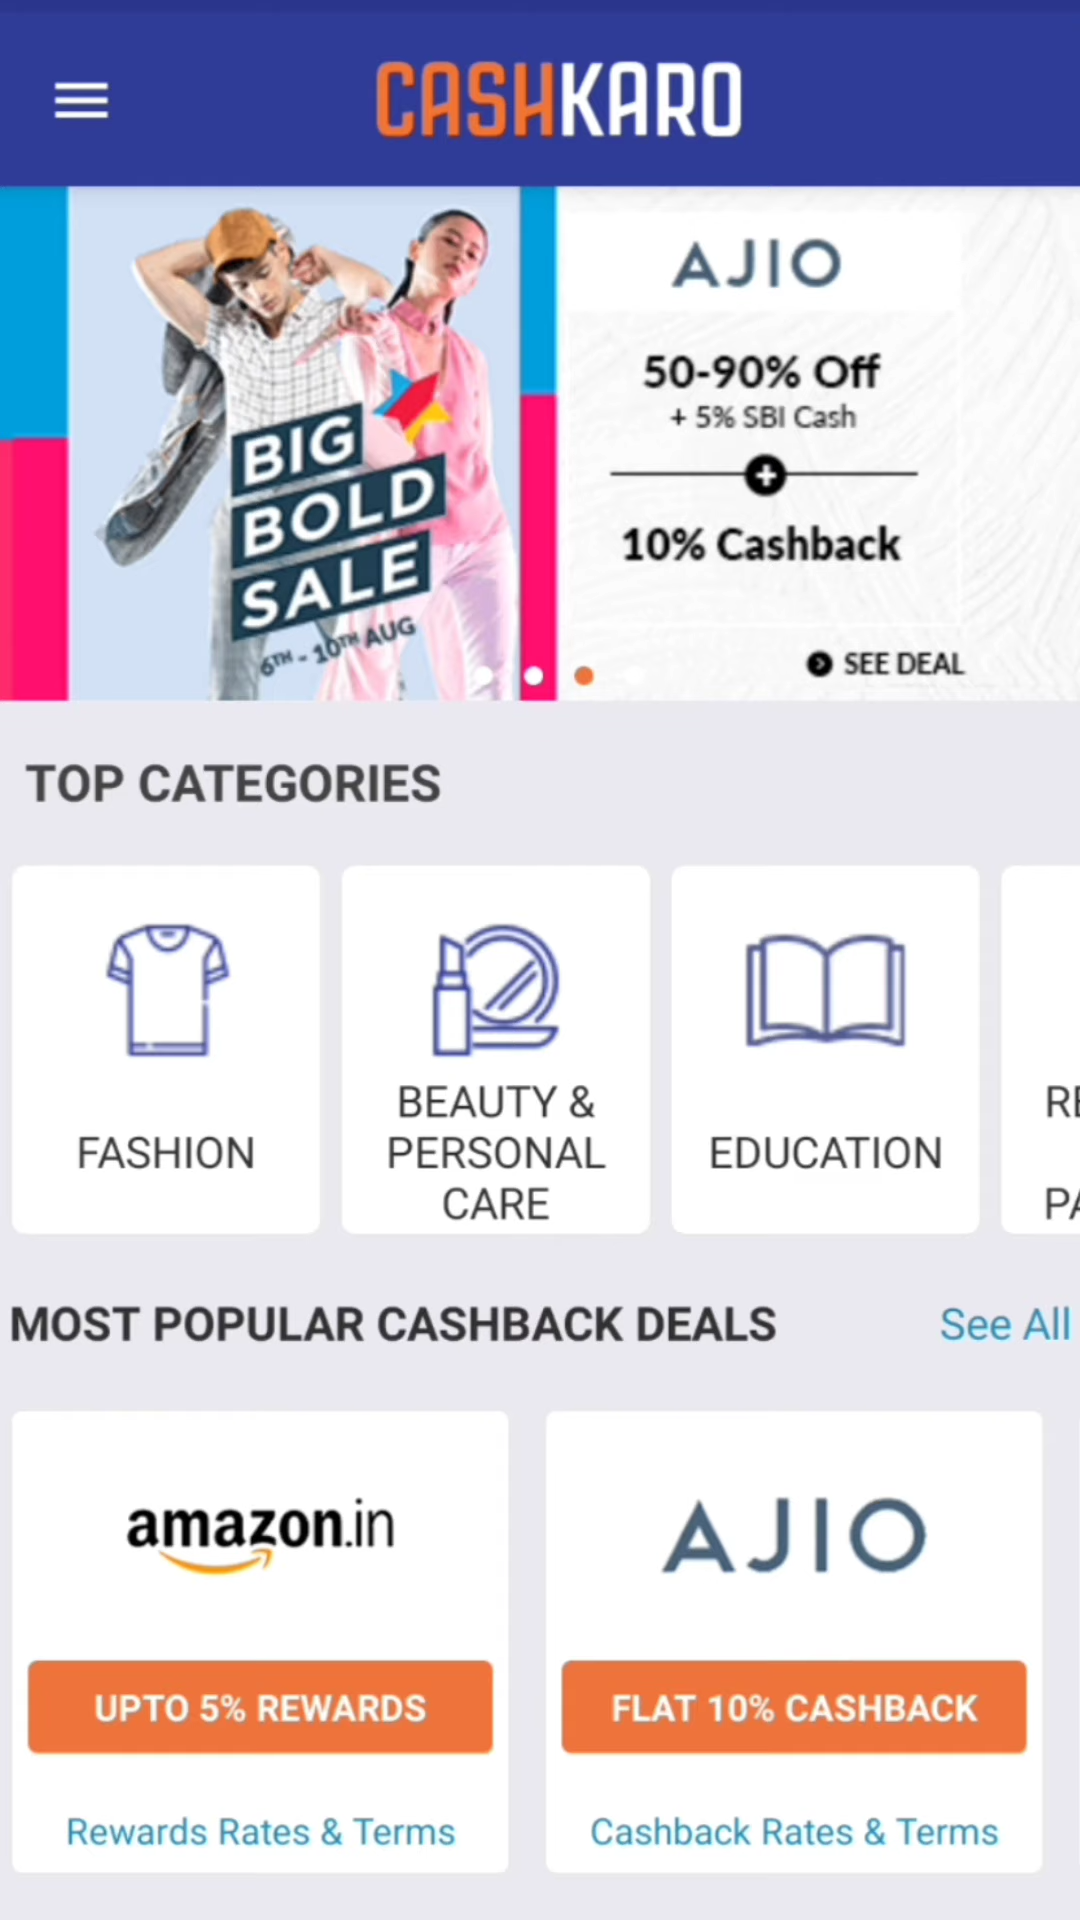 CASHKARO
BIG
BOLD
SALE
6TH - 10TH AUG
AJIO
50-90% Off
+ 5% SBI Cash
10% Cashback
SEE DEAL
TOP CATEGORIES
FASHION
BEAUTY &
PERSONAL
CARE
EDUCATION
MOST POPULAR CASHBACK DEALS
See All
amazon.in
UPTO 5% REWARDS
Rewards Rates & Terms
AJIO
FLAT 10% CASHBACK
Cashback Rates & Terms